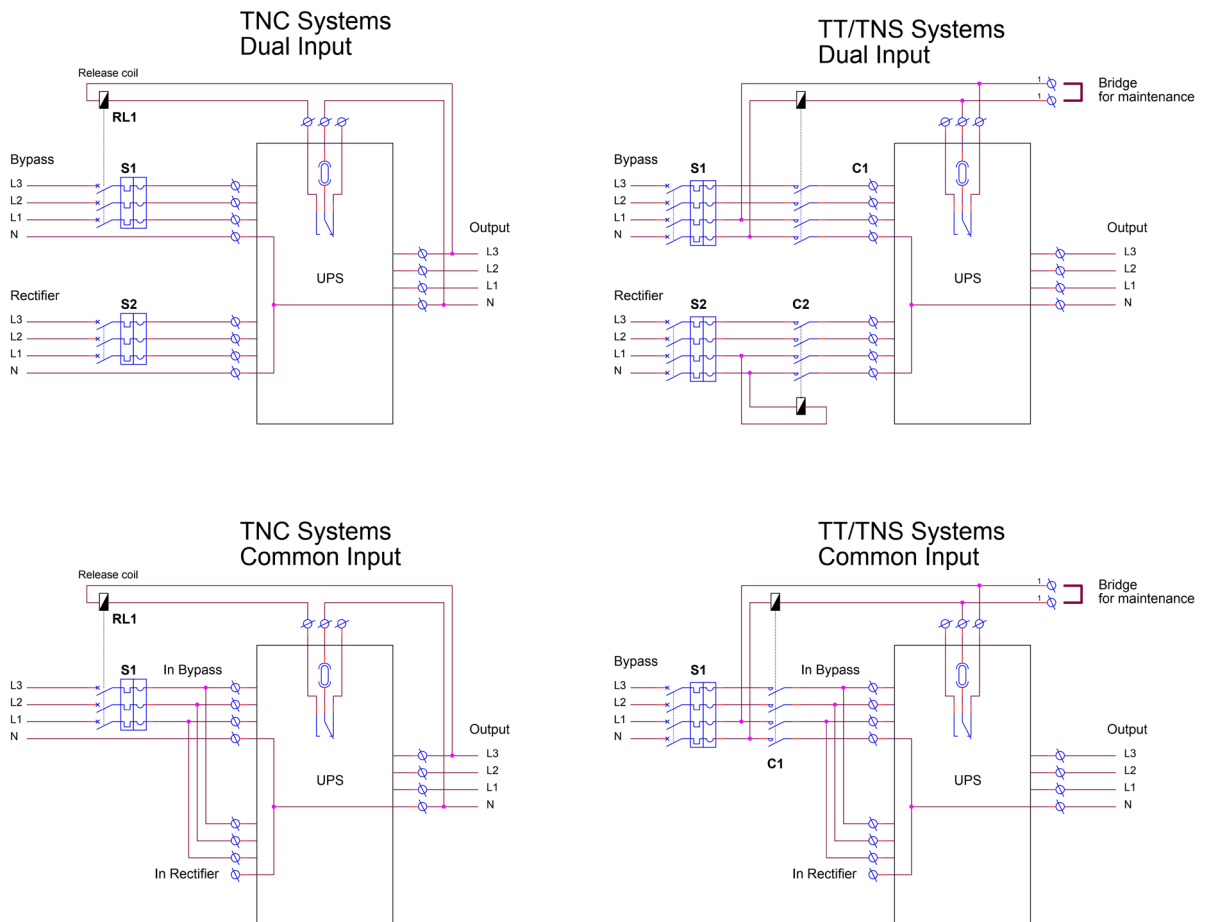 TNC Systems
Dual Input
Release coil
RL1
Bypass
S1
L3
L2
L1
N
Output
L3
L2
L1
N
UPS
Rectifier
S2
L3
L2
L1
N
TT/TNS Systems
Dual Input
1
1
Bridge
for maintenance
Bypass
S1
C1
L3
L2
L1
N
Output
L3
L2
L1
N
UPS
Rectifier
S2
C2
L3
L2
L1
N
TNC Systems
Common Input
Release coil
RL1
S1
In Bypass
L3
L2
L1
N
Output
L3
L2
L1
N
UPS
In Rectifier
TT/TNS Systems
Common Input
1
1
Bridge
for maintenance
Bypass
S1
In Bypass
L3
L2
L1
N
C1
Output
L3
L2
L1
N
UPS
In Rectifier